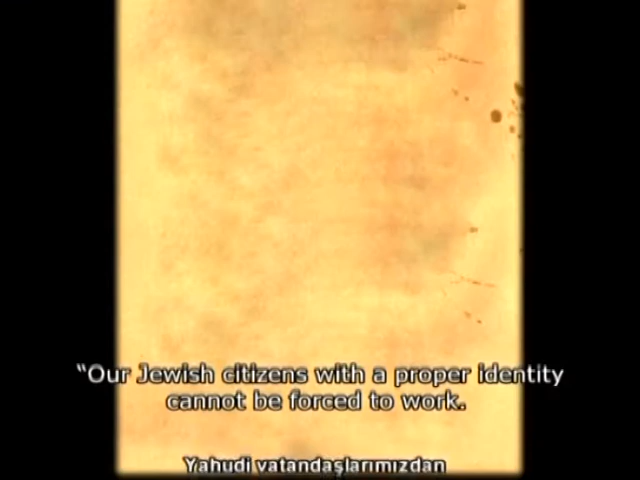 “Our Jewish citizens with a proper identity
cannot be forced to work.
Yahudi vatandaşlarımızdan